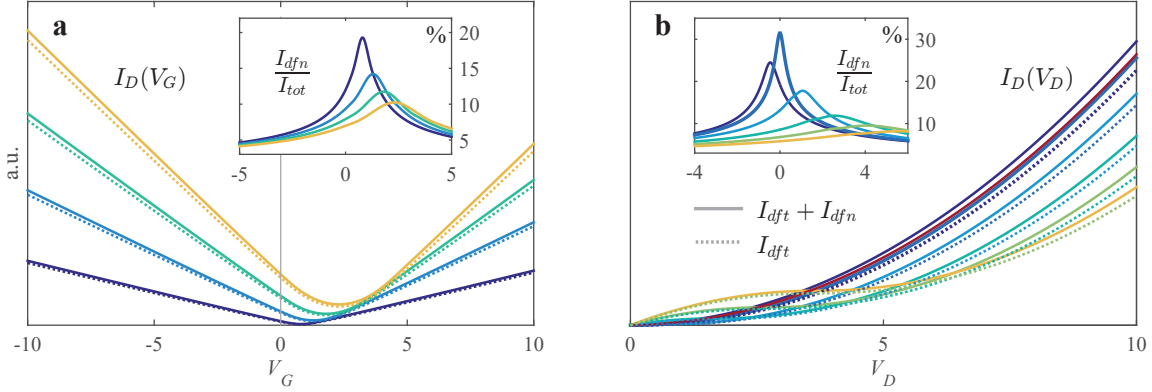 a
I_D(V_G)
I_dfn
I_tot
%
20
15
10
5
-5
0
5
a.u.
-10
-5
0
5
10
V_G
b
I_D(V_D)
I_dfn
I_tot
%
30
20
10
-4
0
4
I_dft + I_dfn
I_dft
0
5
10
V_D